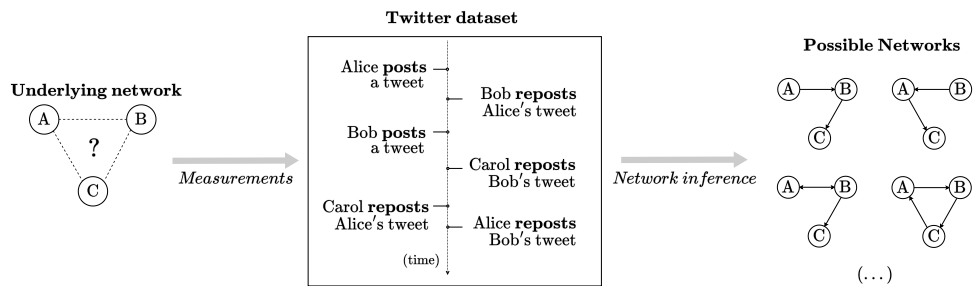 Underlying network
A
B
?
C
Measurements
Twitter dataset
Alice posts
a tweet
Bob reposts
Alice's tweet
Bob posts
a tweet
Carol reposts
Bob's tweet
Carol reposts
Alice's tweet
Alice reposts
Bob's tweet
(time)
Network inference
Possible Networks
A B
A B
C
C
A B
A B
C
C
(...)